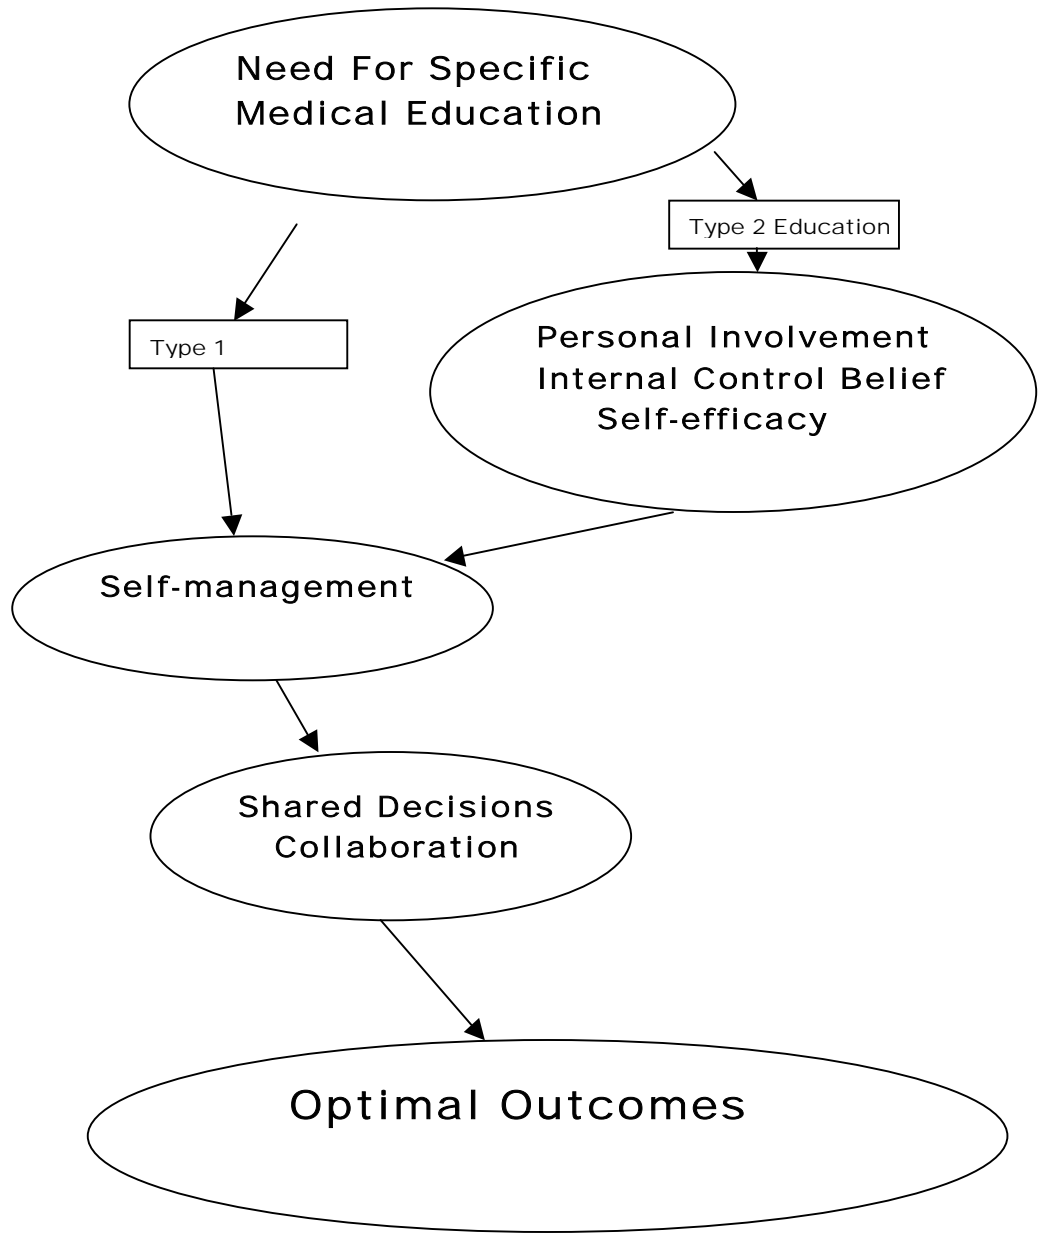 Need For Specific
Medical Education
Type 2 Education
Type 1
Personal Involvement
Internal Control Belief
Self-efficacy
Self-management
Shared Decisions
Collaboration
Optimal Outcomes